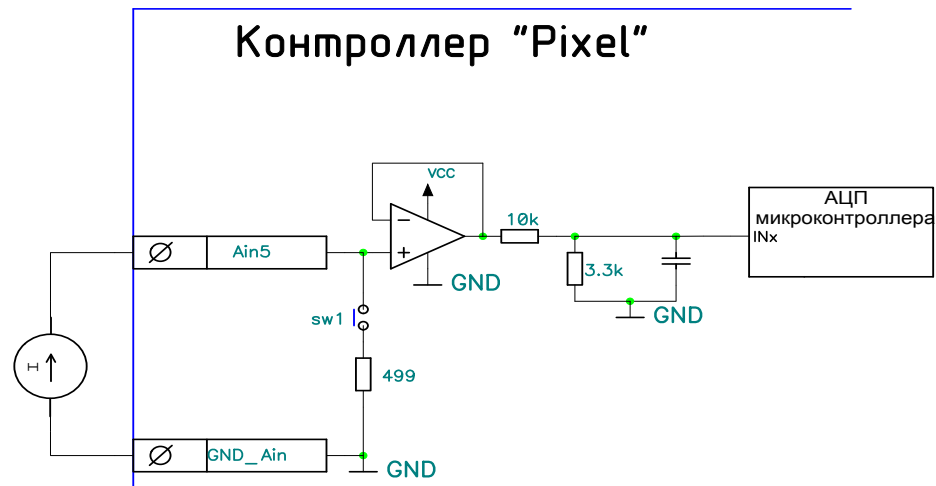 Контроллер "Pixel"
VCC
АЦП
микроконтроллера
INx
10k
Ain5
3.3k
GND
GND
sw1
499
I
GND_Ain
GND